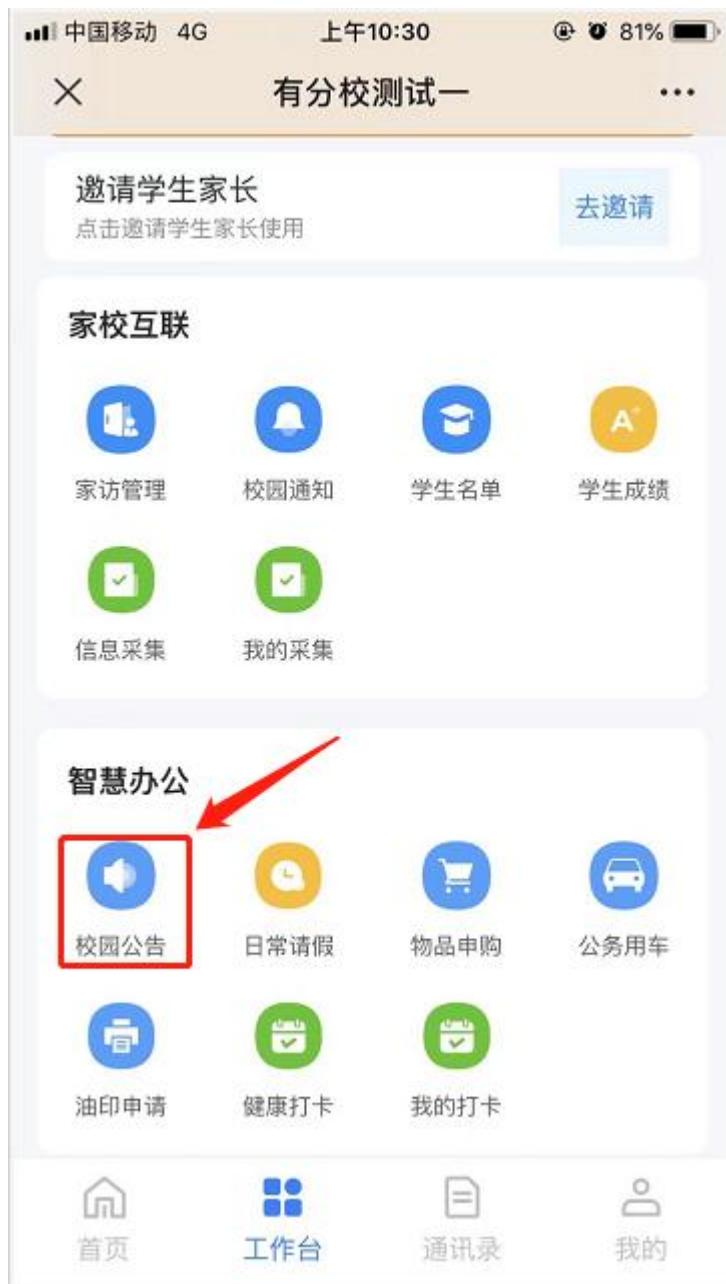 中国移动 4G 上午10:30 81%
有分校测试一
邀请学生家长
去邀请
点击邀请学生家长使用
家校互联
A+
家访管理 校园通知 学生名单 学生成绩
信息采集 我的采集
智慧办公
校园公告 日常请假 物品申购 公务用车
油印申请 健康打卡 我的打卡
首页 工作台 通讯录 我的